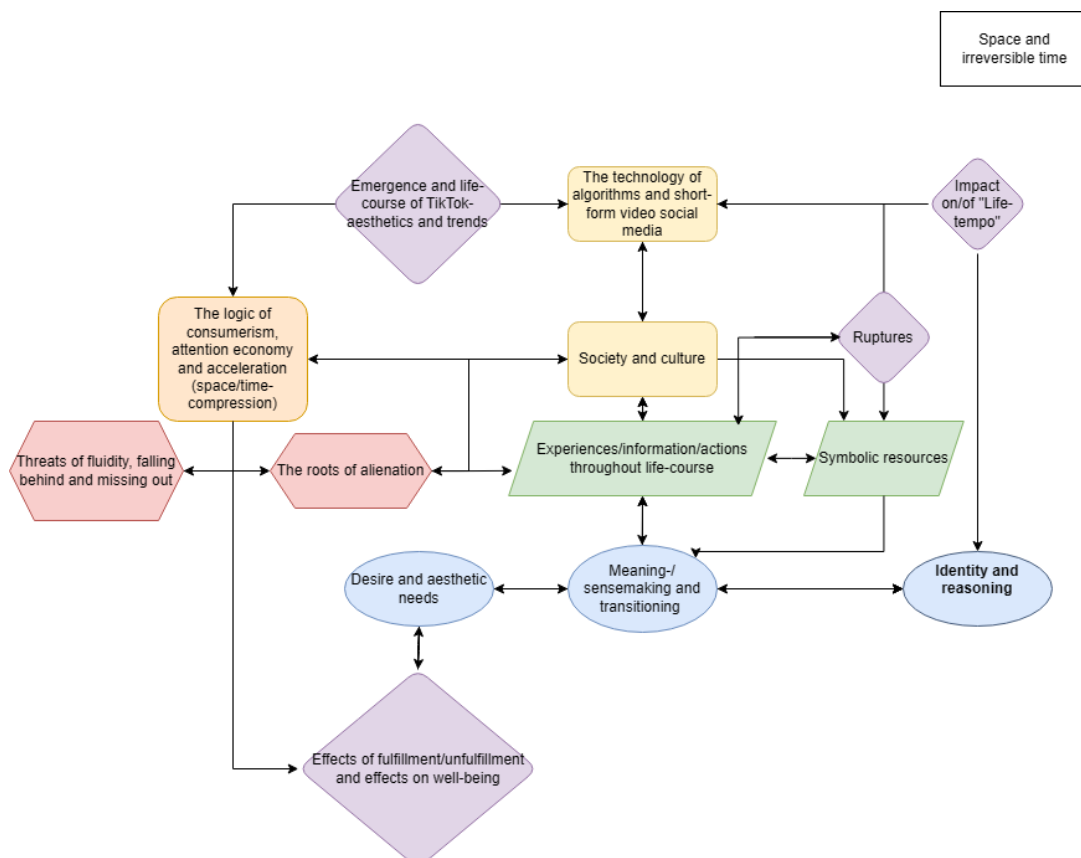 Space and
irreversible time
Emergence and life-
course of TikTok-
aesthetics and trends
The technology of
algorithms and short-
form video social
media
Impact
on/of "Life-
tempo"
The logic of
consumerism,
attention economy
and acceleration
(space/time-
compression)
Society and culture
Ruptures
Threats of fluidity, falling
behind and missing out
The roots of alienation
Experiences/information/actions
throughout life-course
Symbolic resources
Desire and aesthetic
needs
Meaning-/
sensemaking and
transitioning
Identity and
reasoning
Effects of fulfillment/unfulfillment
and effects on well-being